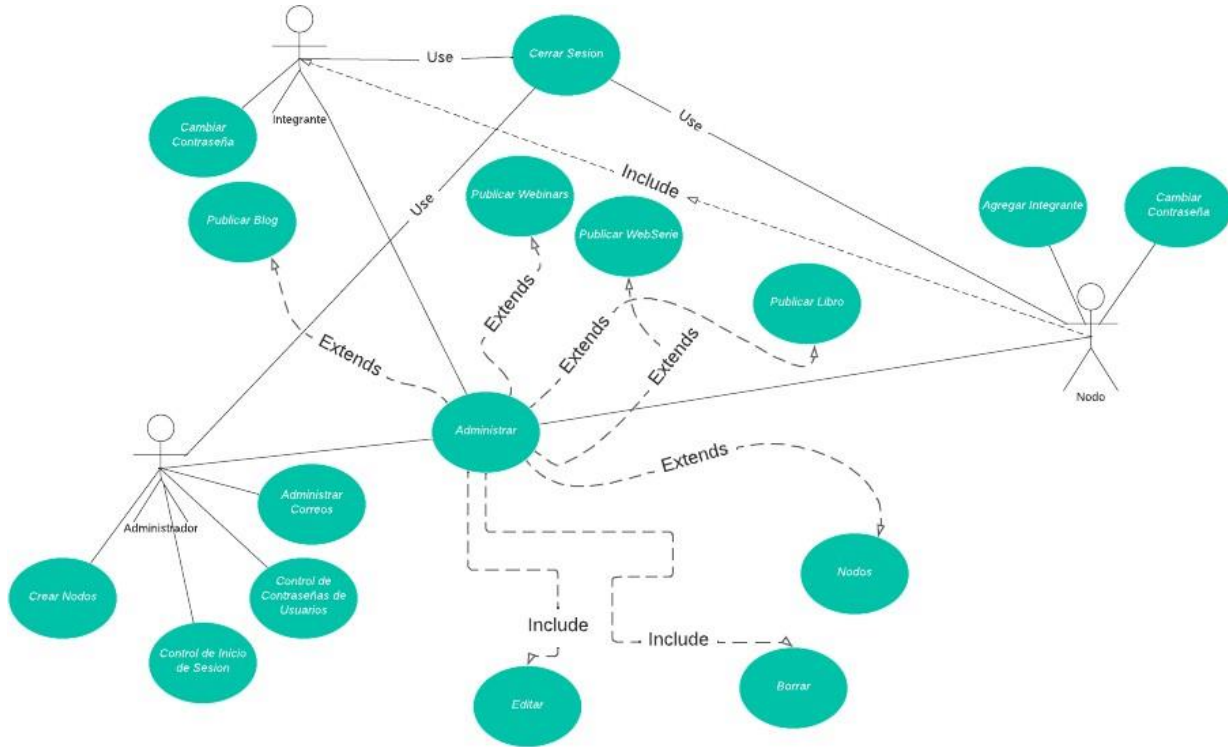 Cerrar Sesion
Use
Integrante
Cambiar
Contraseña
Use
Publicar Blog
Use
Publicar Webinars
Include
Publicar WebSerie
Agregar Integrante
Cambiar
Contraseña
Publicar Libro
Extends
Extends
Extends
Extends
Nodo
Administrar
Extends
Administrador
Administrar
Correos
Crear Nodos
Control de
Contraseñas de
Usuarios
Control de Inicio
de Sesion
Nodos
Include
Include
Editar
Borrar